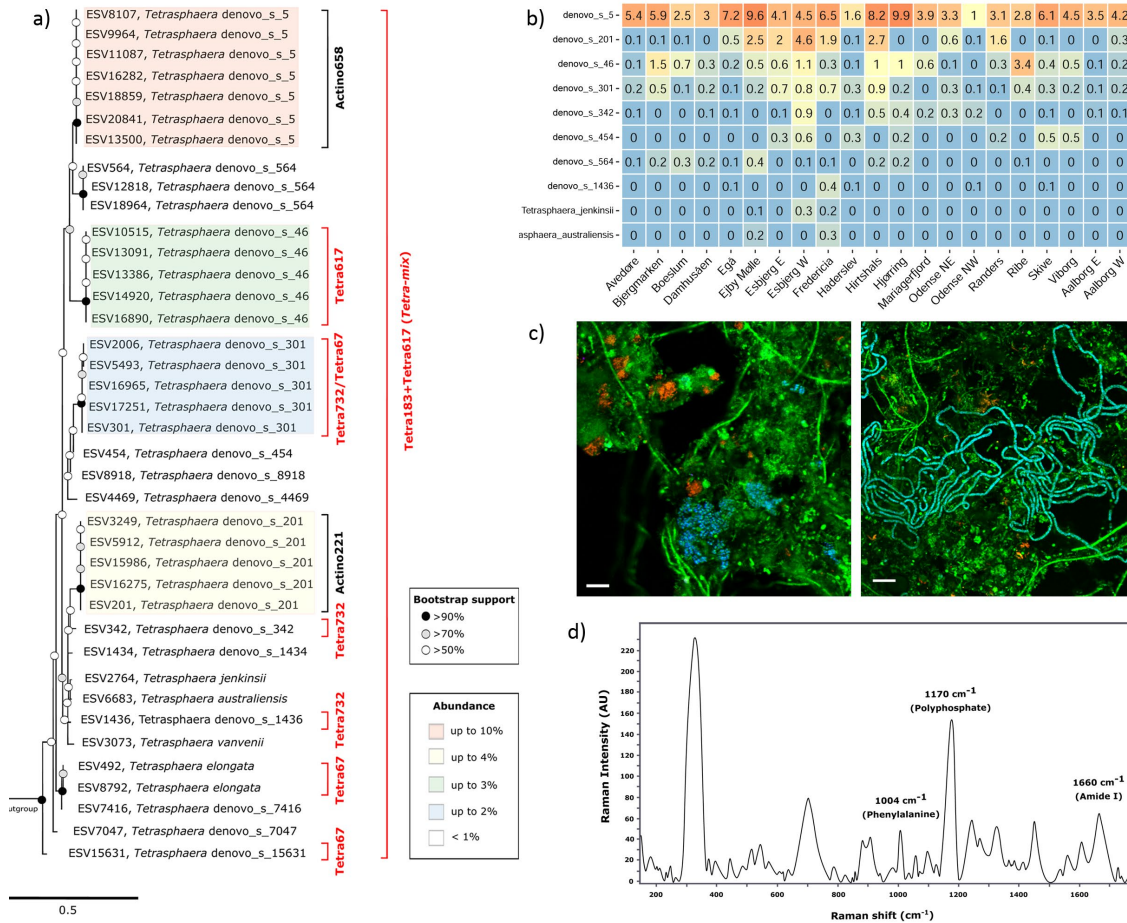 a)
ESV8107, Tetrasphaera denovo_s_5
ESV9964, Tetrasphaera denovo_s_5
ESV11087, Tetrasphaera denovo_s_5
ESV16282, Tetrasphaera denovo_s_5
ESV18859, Tetrasphaera denovo_s_5
ESV20841, Tetrasphaera denovo_s_5
ESV13500, Tetrasphaera denovo_s_5
Actino658
ESV564, Tetrasphaera denovo_s_564
ESV12818, Tetrasphaera denovo_s_564
ESV18964, Tetrasphaera denovo_s_564
ESV10515, Tetrasphaera denovo_s_46
ESV13091, Tetrasphaera denovo_s_46
ESV13386, Tetrasphaera denovo_s_46
ESV14920, Tetrasphaera denovo_s_46
ESV16890, Tetrasphaera denovo_s_46
Tetra617
ESV2006, Tetrasphaera denovo_s_301
ESV5493, Tetrasphaera denovo_s_301
ESV16965, Tetrasphaera denovo_s_301
ESV17251, Tetrasphaera denovo_s_301
ESV301, Tetrasphaera denovo_s_301
Tetra732/Tetra67
ESV454, Tetrasphaera denovo_s_454
ESV8918, Tetrasphaera denovo_s_8918
ESV4469, Tetrasphaera denovo_s_4469
ESV3249, Tetrasphaera denovo_s_201
ESV5912, Tetrasphaera denovo_s_201
ESV15986, Tetrasphaera denovo_s_201
ESV16275, Tetrasphaera denovo_s_201
ESV201, Tetrasphaera denovo_s_201
Actino221
ESV342, Tetrasphaera denovo_s_342
Tetra732
ESV1434, Tetrasphaera denovo_s_1434
ESV2764, Tetrasphaera jenkinsii
ESV6683, Tetrasphaera australiensis
ESV1436, Tetrasphaera denovo_s_1436
Tetra732
ESV3073, Tetrasphaera vanvenii
ESV492, Tetrasphaera elongata
ESV8792, Tetrasphaera elongata
Tetra67
ESV7416, Tetrasphaera denovo_s_7416
ESV7047, Tetrasphaera denovo_s_7047
ESV15631, Tetrasphaera denovo_s_15631
Tetra67
Tetra183+Tetra617 (Tetra-mix)
utgroup
0.5
Bootstrap support
>90%
>70%
>50%
Abundance
up to 10%
up to 4%
up to 3%
up to 2%
< 1%
b)
denovo_s_5 5.4 5.9 2.5 3 7.2 9.6 4.1 4.5 6.5 1.6 8.2 9.9 3.9 3.3 1 3.1 2.8 6.1 4.5 3.5 4.2
denovo_s_201 0.1 0.1 0.1 0 0.5 2.5 2 4.6 1.9 0.1 2.7 0 0 0.6 0 1.6 0 0.1 0 0 0.3
denovo_s_46 0.1 1.5 0.7 0.3 0.2 0.5 0.6 1.1 0.3 0.1 1 1 0.6 0.1 0 0.3 3.4 0.4 0.5 0.1 0.2
denovo_s_301 0.2 0.5 0.1 0.2 0.1 0.2 0.7 0.8 0.7 0.3 0.9 0.2 0 0.3 0 0.1 0.4 0.3 0.2 0.1 0.2
denovo_s_342 0.1 0 0 0.1 0 0.1 0 0.9 0 0.1 0.5 0.4 0.2 0.3 0.2 0 0 0.1 0 0 0.1
denovo_s_454 0 0 0 0 0 0 0.3 0.6 0 0.3 0 0.2 0 0 0 0.2 0 0.5 0.5 0 0
denovo_s_564 0.1 0.2 0.3 0.2 0.1 0.4 0 0 0.1 0 0.2 0.2 0 0 0 0 0.1 0 0 0 0
denovo_s_1436 0 0 0 0 0.1 0 0 0 0.4 0.1 0 0 0 0 0.1 0 0 0.1 0 0 0
Tetrasphaera_jenkinsii 0 0 0 0 0 0.1 0 0.3 0.2 0 0 0 0 0 0 0 0 0 0 0 0
asphaera_australiensis 0 0 0 0 0 0.2 0 0 0.3 0 0 0 0 0 0 0 0 0 0 0 0
Avedøre
Bjergmarken
Boeslum
Damhusåen
Egå
Ejby Mølle
Esbjerg E
Esbjerg W
Fredericia
Haderslev
Hirtshals
Hjørring
Mariagerfjord
Odense NE
Odense NW
Randers
Ribe
Skive
Viborg
Aalborg E
Aalborg W
c)
d)
Raman Intensity (AU)
220
200
180
160
140
120
100
80
60
40
20
0
1170 cm⁻¹
(Polyphosphate)
1004 cm⁻¹
(Phenylalanine)
1660 cm⁻¹
(Amide I)
200 400 600 800 1000 1200 1400 1600
Raman shift (cm⁻¹)